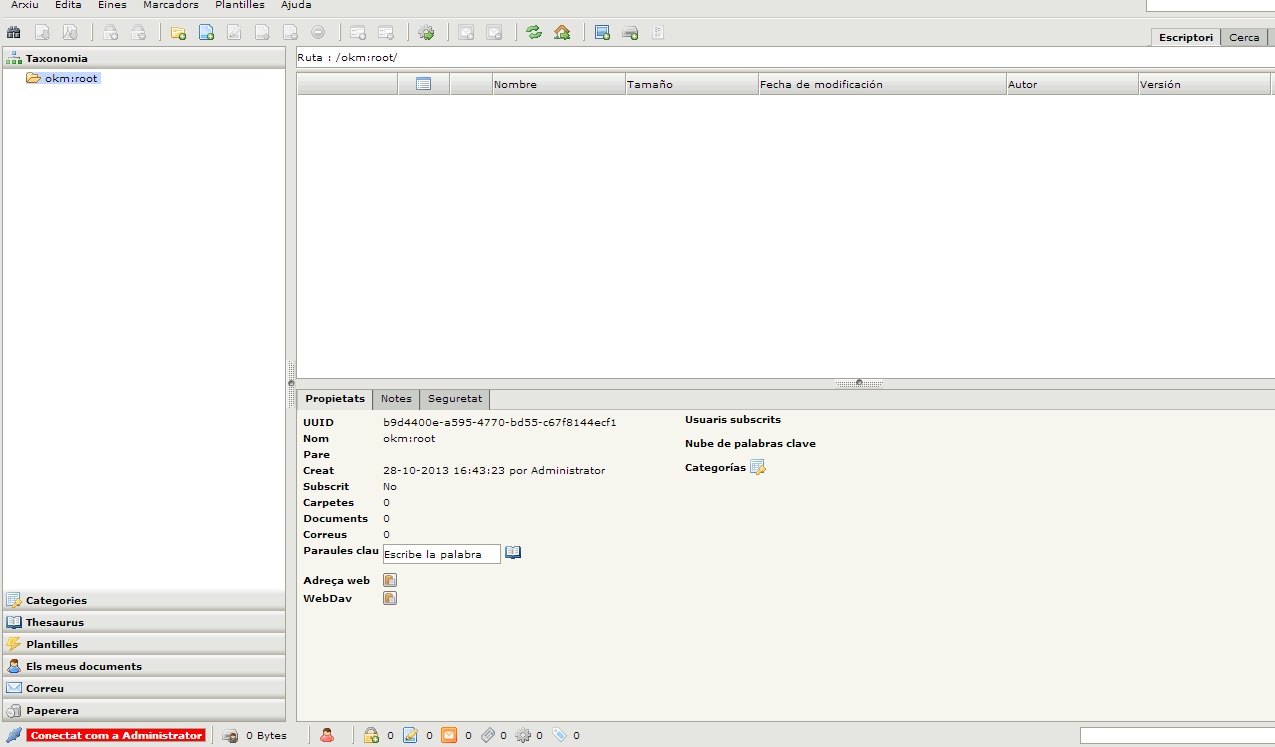 Arxiu Edita Eines Marcadors Plantilles Ajuda
Escriptori Cerca
Taxonomia
okm:root
Ruta : /okm:root/
Nombre Tamaño Fecha de modificación Autor Versión
Propietats Notes Seguretat
UUID b9d4400e-a595-4770-bd55-c67f8144ecf1
Nom okm:root
Pare
Creat 28-10-2013 16:43:23 por Administrator
Subscrit No
Carpetes 0
Documents 0
Correus 0
Paraules clau Escribe la palabra
Adreça web
WebDav
Usuaris subscrits
Nube de palabras clave
Categorías
Categories
Thesaurus
Plantilles
Els meus documents
Correu
Paperera
Conectat com a Administrator 0 Bytes 0 0 0 0 0 0